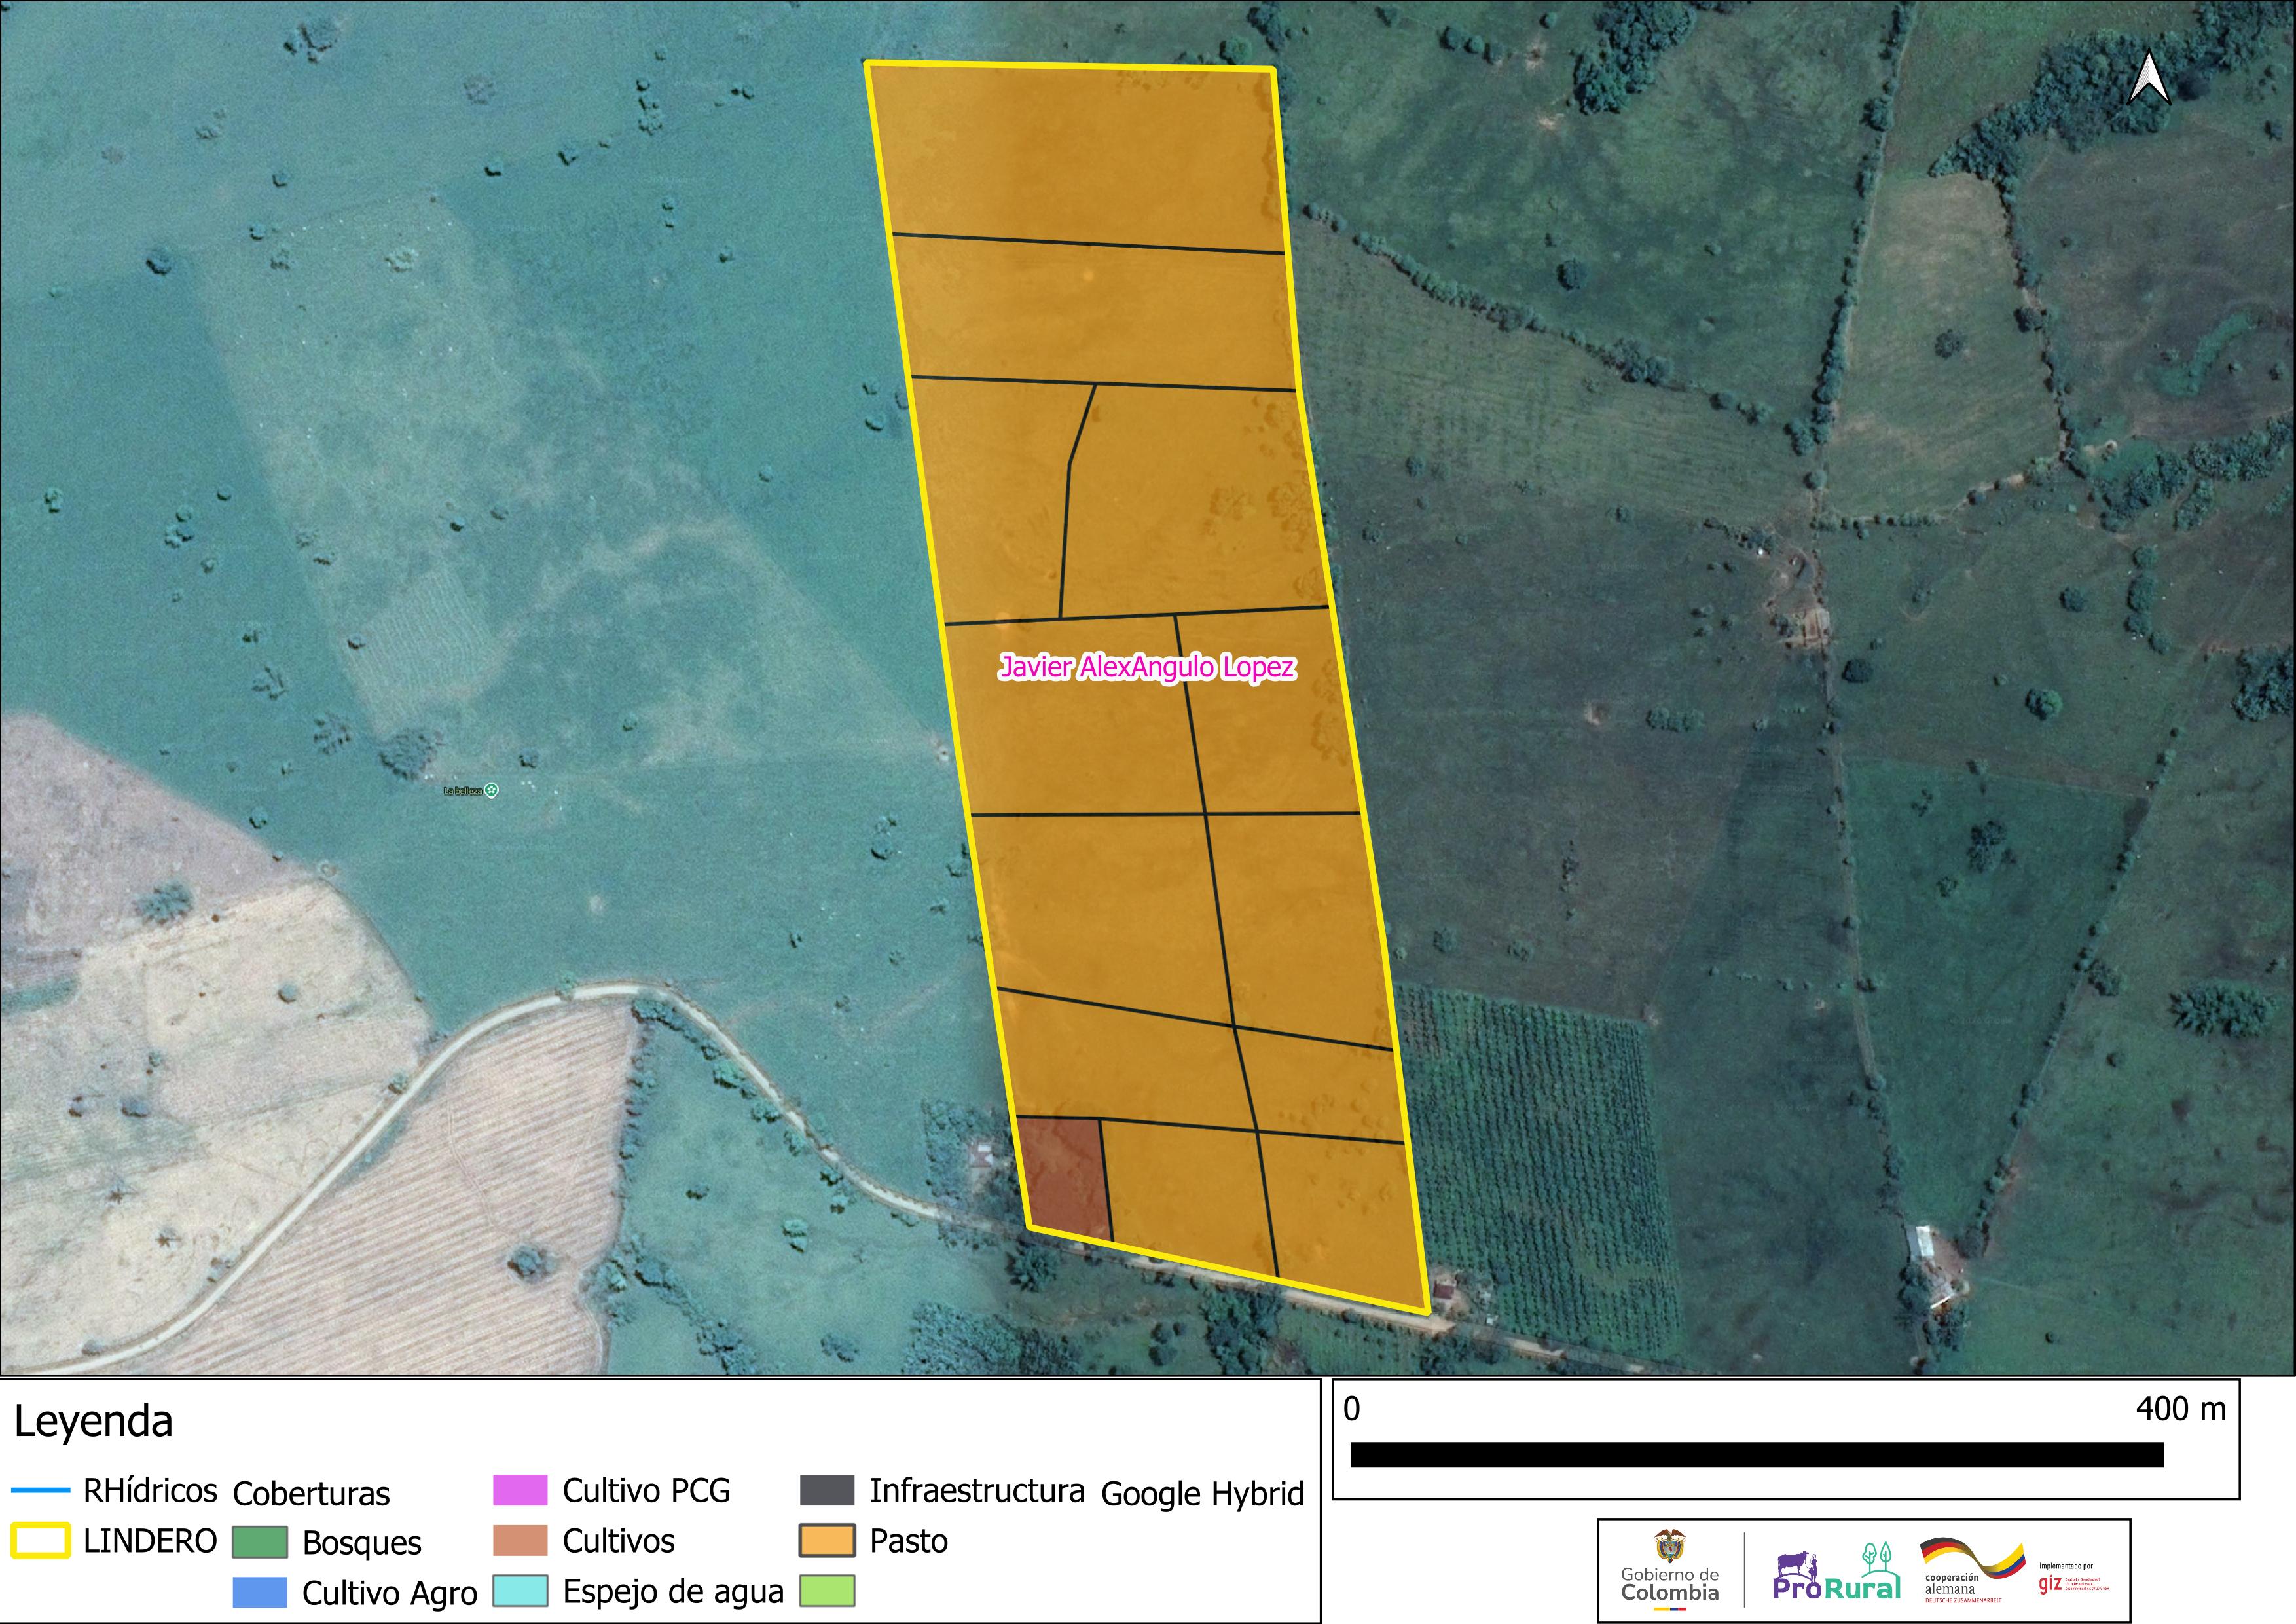 Javier AlexAngulo Lopez
La belleza
Leyenda
RHídricos
LINDERO
Coberturas
Bosques
Cultivo Agro
Cultivo PCG
Cultivos
Espejo de agua
Infraestructura
Pasto
Google Hybrid
0 400 m
Gobierno de
Colombia
ProRural
cooperación
alemana
DEUTSCHE ZUSAMMENARBEIT
Implementado por
giz